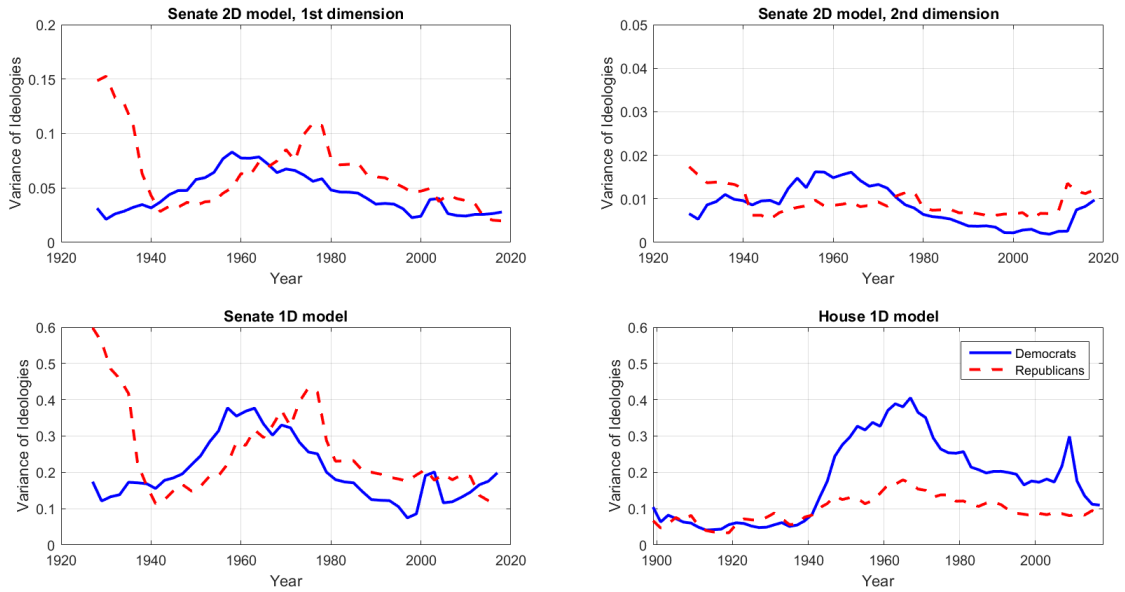 Senate 2D model, 1st dimension
Variance of Ideologies
0.2
0.15
0.1
0.05
0
1920 1940 1960 1980 2000 2020
Year
Senate 2D model, 2nd dimension
Variance of Ideologies
0.05
0.04
0.03
0.02
0.01
0
1920 1940 1960 1980 2000 2020
Year
Senate 1D model
Variance of Ideologies
0.6
0.5
0.4
0.3
0.2
0.1
0
1920 1940 1960 1980 2000 2020
Year
House 1D model
Variance of Ideologies
0.6
0.5
0.4
0.3
0.2
0.1
0
Democrats
Republicans
1900 1920 1940 1960 1980 2000
Year